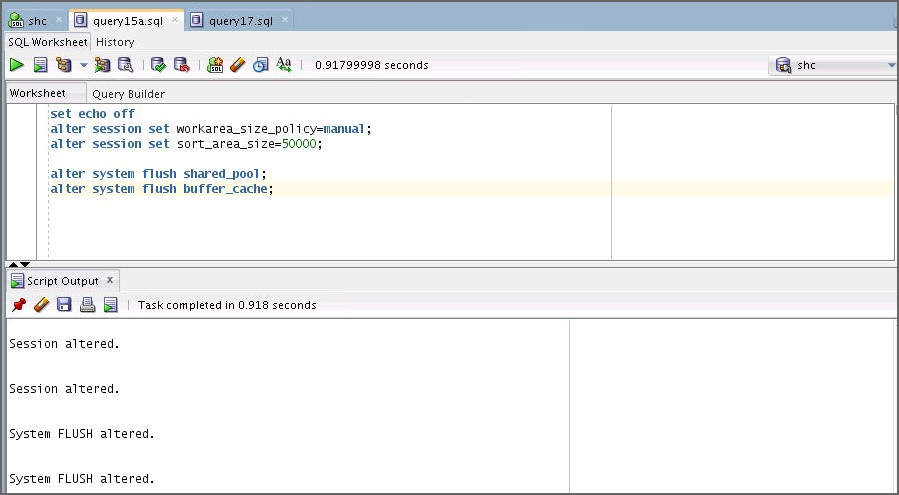 shc query15a.sql query17.sql
SQL Worksheet History
0.91799998 seconds shc
Worksheet Query Builder
set echo off
alter session set workarea_size_policy=manual;
alter session set sort_area_size=50000;
alter system flush shared_pool;
alter system flush buffer_cache;
Script Output
Task completed in 0.918 seconds
Session altered.
Session altered.
System FLUSH altered.
System FLUSH altered.